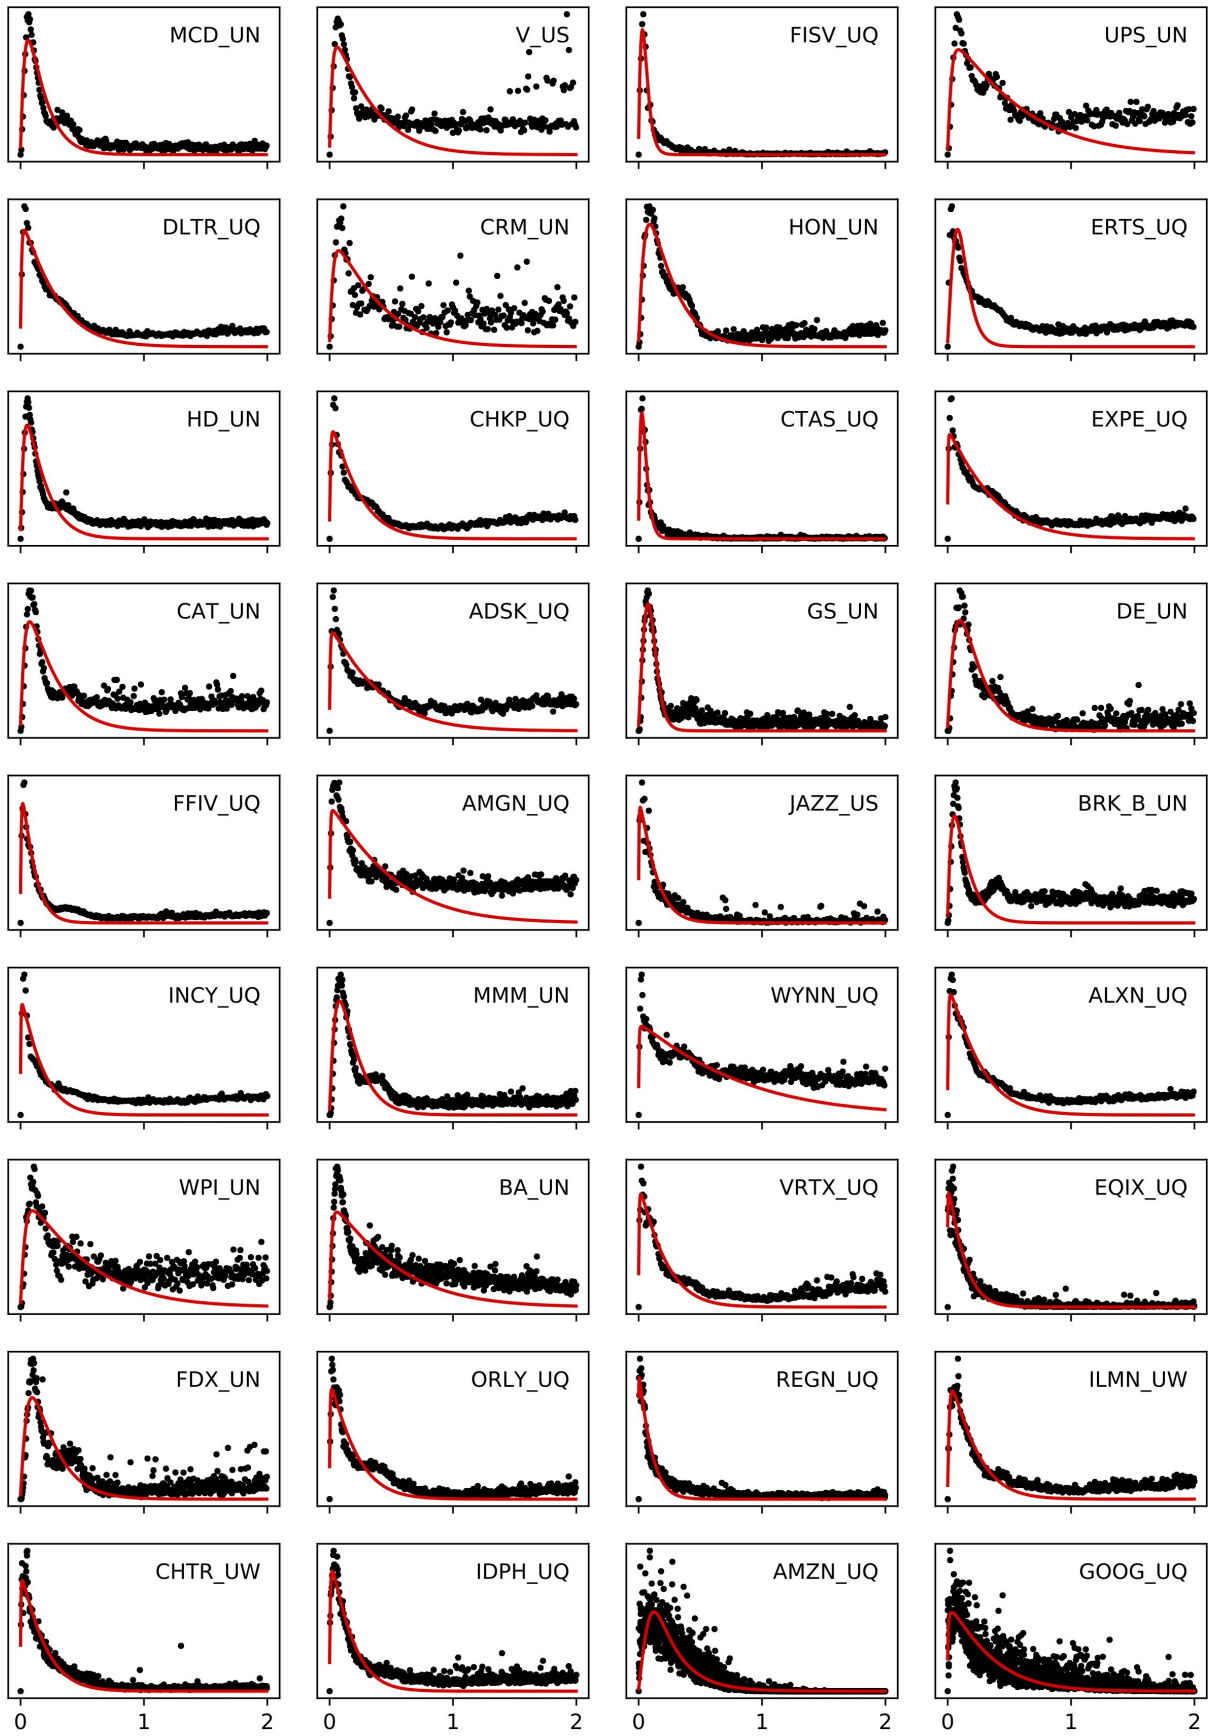 MCD_UN V_US FISV_UQ UPS_UN
DLTR_UQ CRM_UN HON_UN ERTS_UQ
HD_UN CHKP_UQ CTAS_UQ EXPE_UQ
CAT_UN ADSK_UQ GS_UN DE_UN
FFIV_UQ AMGN_UQ JAZZ_US BRK_B_UN
INCY_UQ MMM_UN WYNN_UQ ALXN_UQ
WPI_UN BA_UN VRTX_UQ EQIX_UQ
FDX_UN ORLY_UQ REGN_UQ ILMN_UW
CHTR_UW IDPH_UQ AMZN_UQ GOOG_UQ
0 1 2 0 1 2 0 1 2 0 1 2